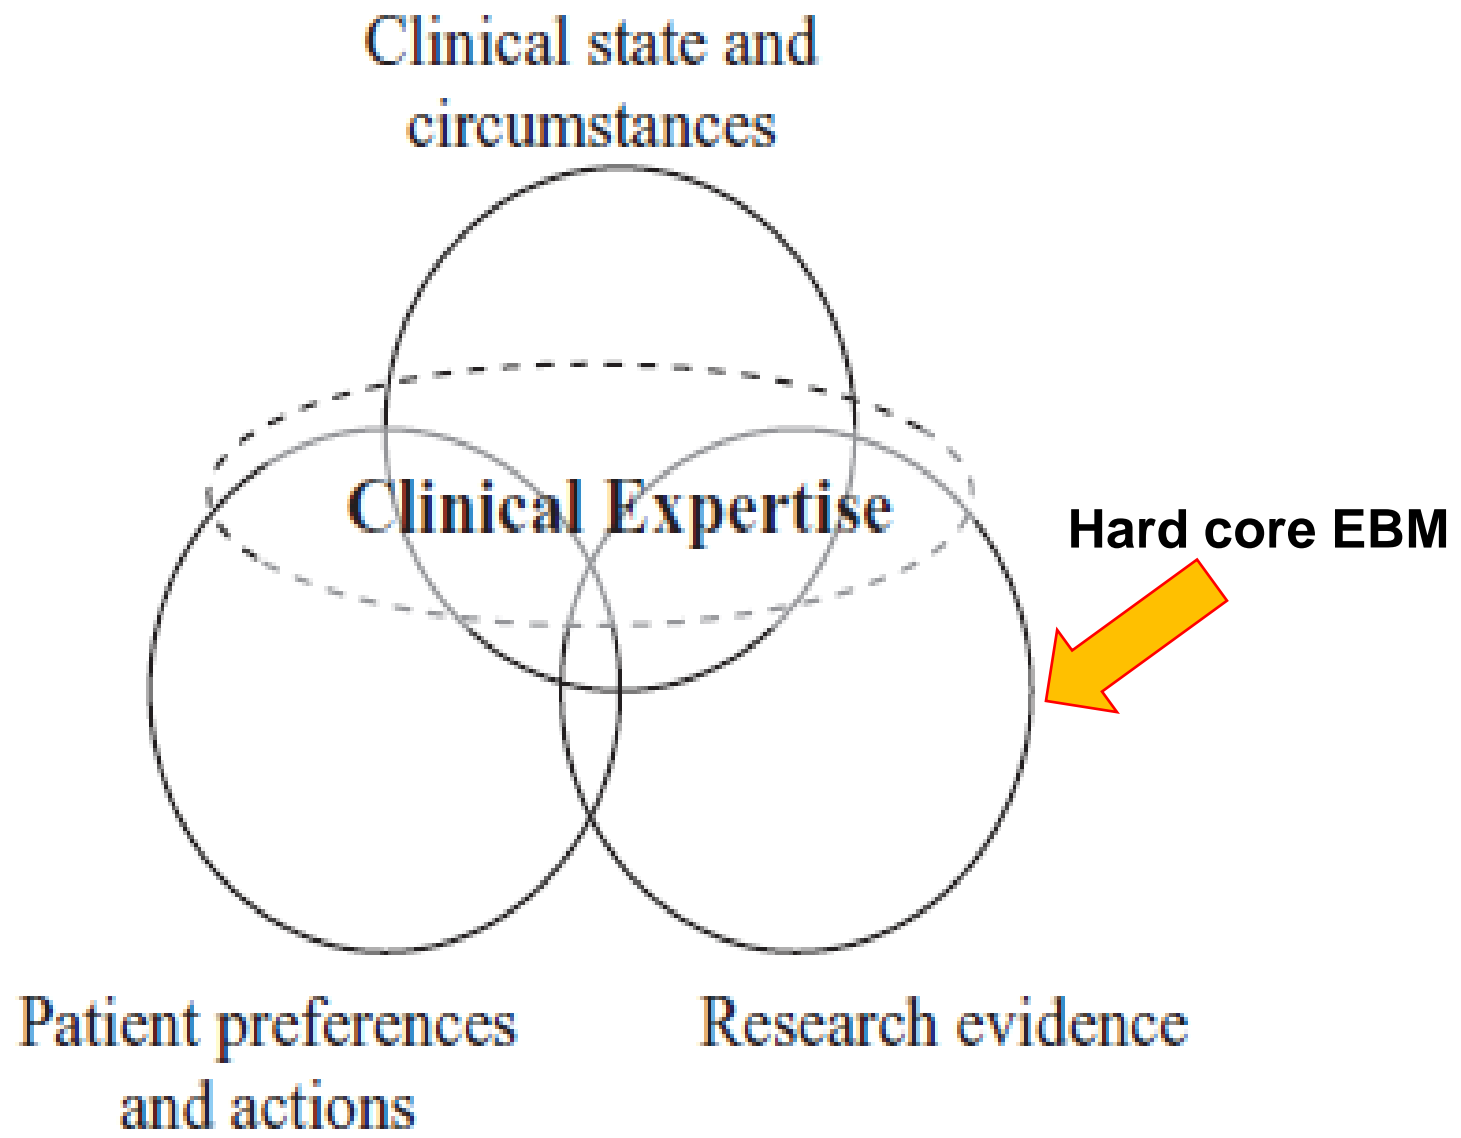 Clinical state and
circumstances
Clinical Expertise
Hard core EBM
Patient preferences
and actions
Research evidence